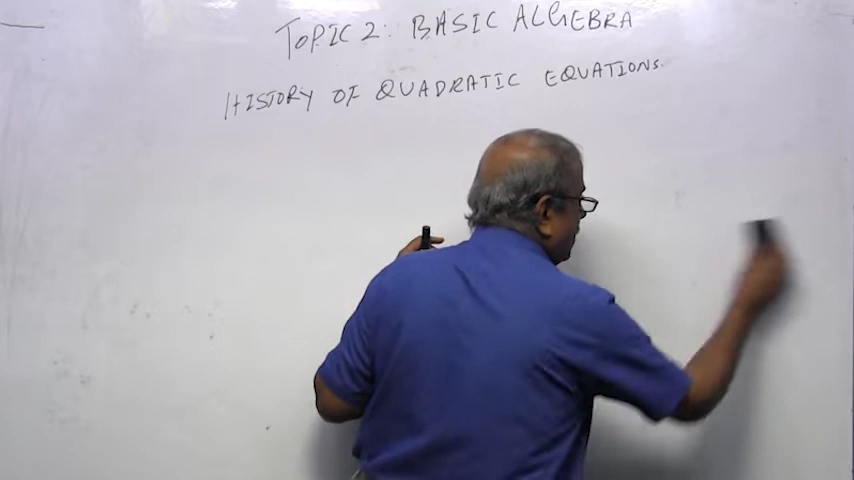 TOPIC 2: BASIC ALGEBRA
HISTORY OF QUADRATIC EQUATIONS.